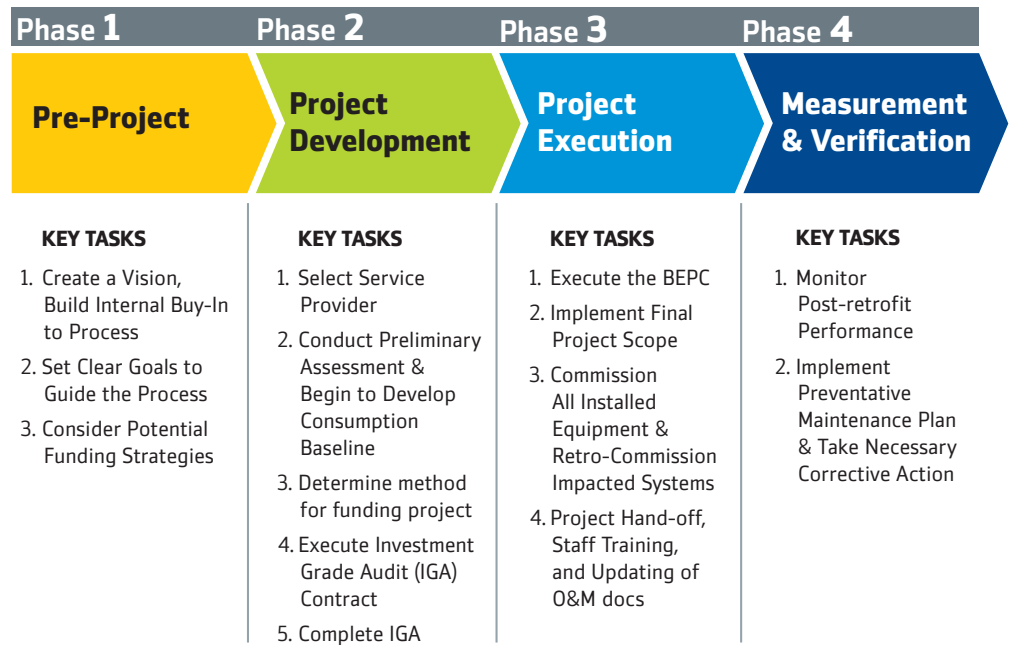 Phase 1
Phase 2
Phase 3
Phase 4
Pre-Project
Project
Development
Project
Execution
Measurement
& Verification
KEY TASKS
1. Create a Vision,
Build Internal Buy-In
to Process
2. Set Clear Goals to
Guide the Process
3. Consider Potential
Funding Strategies
KEY TASKS
1. Select Service
Provider
2. Conduct Preliminary
Assessment &
Begin to Develop
Consumption
Baseline
3. Determine method
for funding project
4. Execute Investment
Grade Audit (IGA)
Contract
5. Complete IGA
KEY TASKS
1. Execute the BEPC
2. Implement Final
Project Scope
3. Commission
All Installed
Equipment &
Retro-Commission
Impacted Systems
4. Project Hand-off,
Staff Training,
and Updating of
O&M docs
KEY TASKS
1. Monitor
Post-retrofit
Performance
2. Implement
Preventative
Maintenance Plan
& Take Necessary
Corrective Action